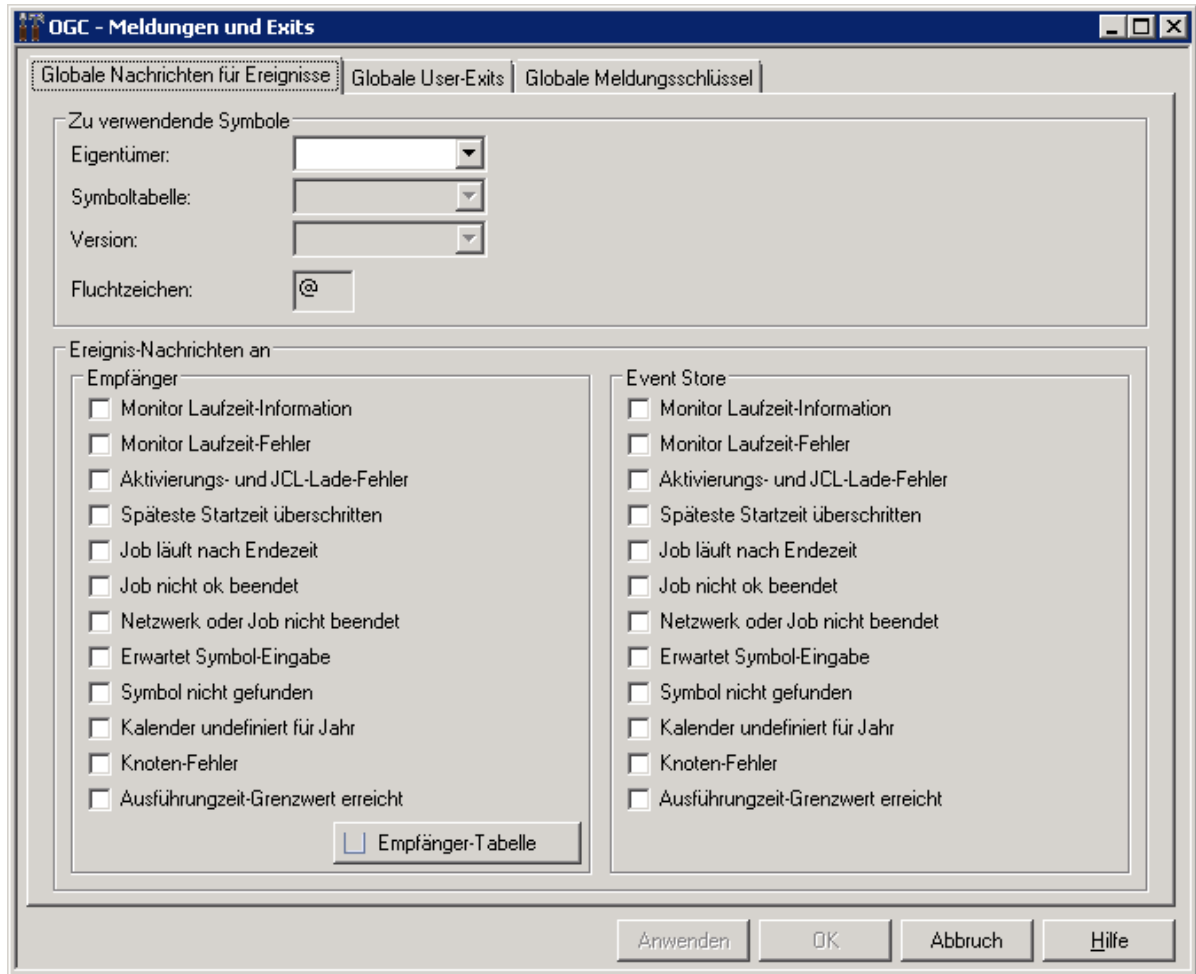 OGC - Meldungen und Exits
Globale Nachrichten für Ereignisse
Globale User-Exits
Globale Meldungsschlüssel
Zu verwendende Symbole
Eigentümer:
Symboltabelle:
Version:
Fluchtzeichen:
@
Ereignis-Nachrichten an
Empfänger
Monitor Laufzeit-Information
Monitor Laufzeit-Fehler
Aktivierungs- und JCL-Lade-Fehler
Späteste Startzeit überschritten
Job läuft nach Endezeit
Job nicht ok beendet
Netzwerk oder Job nicht beendet
Erwartet Symbol-Eingabe
Symbol nicht gefunden
Kalender undefiniert für Jahr
Knoten-Fehler
Ausführungzeit-Grenzwert erreicht
Empfänger-Tabelle
Event Store
Monitor Laufzeit-Information
Monitor Laufzeit-Fehler
Aktivierungs- und JCL-Lade-Fehler
Späteste Startzeit überschritten
Job läuft nach Endezeit
Job nicht ok beendet
Netzwerk oder Job nicht beendet
Erwartet Symbol-Eingabe
Symbol nicht gefunden
Kalender undefiniert für Jahr
Knoten-Fehler
Ausführungzeit-Grenzwert erreicht
Anwenden
OK
Abbruch
Hilfe